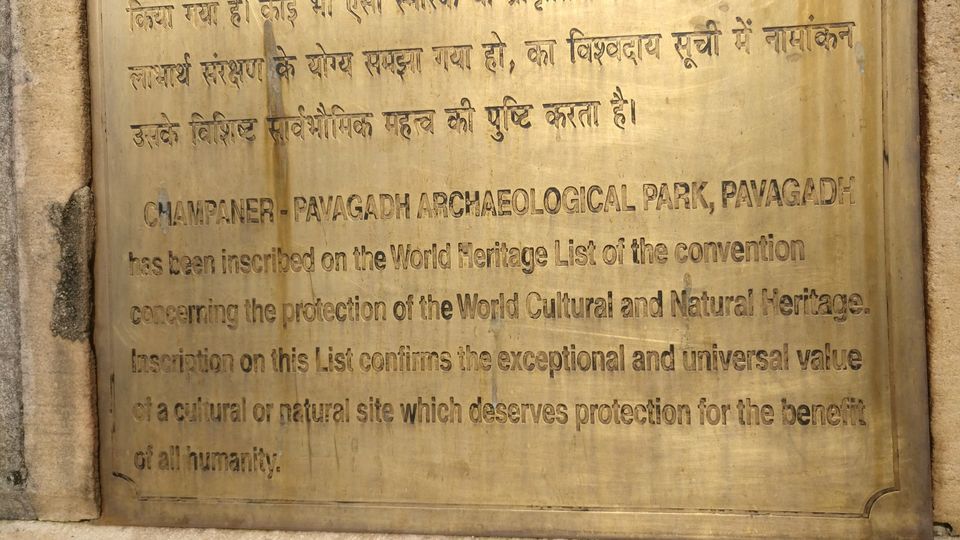 किया गया है। कोई भी ऐसा स्मारक या
लाभार्थ संरक्षण के योग्य समझा गया हो, का विश्वदाय सूची में नामांकन
उसके विशिष्ट सार्वभौमिक महत्व की पुष्टि करता है।
CHAMPANER - PAVAGADH ARCHAEOLOGICAL PARK, PAVAGADH
has been inscribed on the World Heritage List of the convention
concerning the protection of the World Cultural and Natural Heritage.
Inscription on this List confirms the exceptional and universal value
of a cultural or natural site which deserves protection for the benefit
of all humanity.